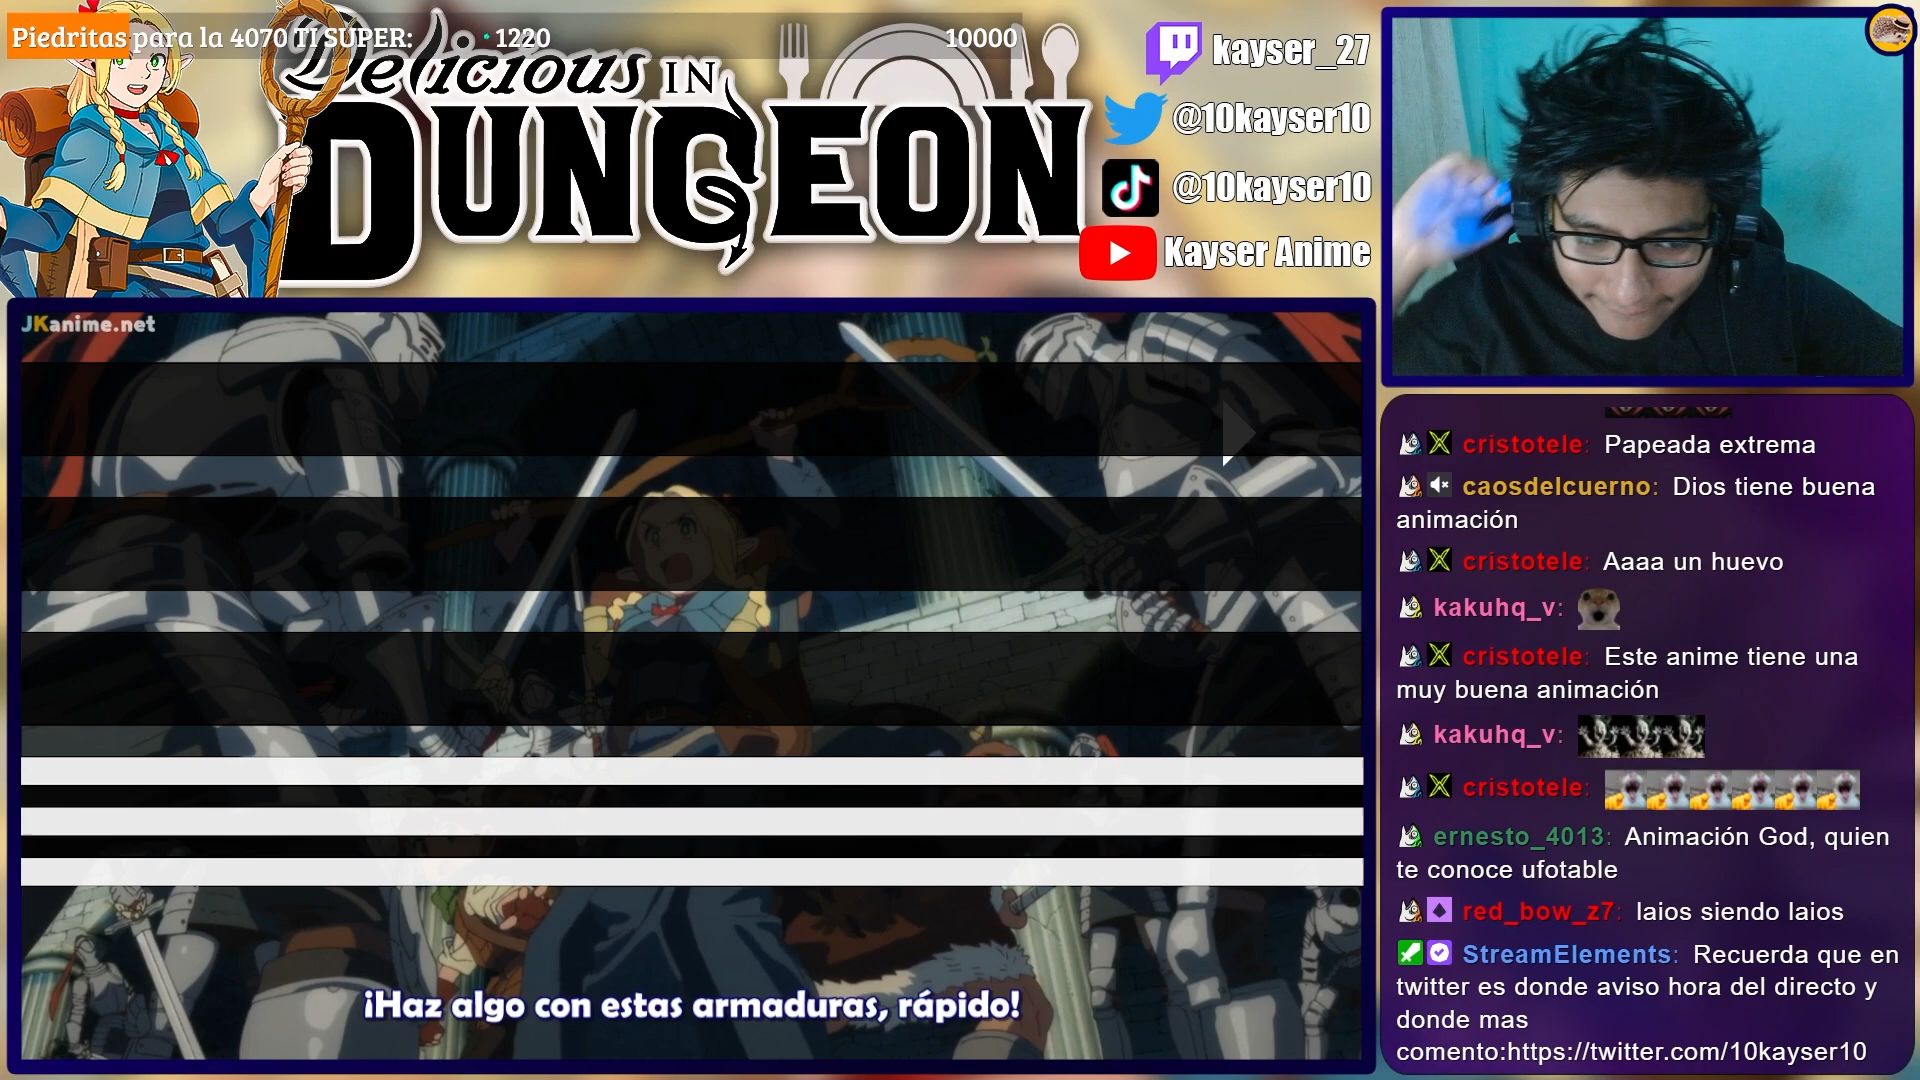 Piedritas para la 4070 TI SUPER:
1220
10000
Delicious IN
DUNGEON
kayser_27
@10kayser10
@10kayser10
Kayser Anime
JKanime.net
¡Haz algo con estas armaduras, rápido!
cristotele: Papeada extrema
caosdelcuerno: Dios tiene buena
animación
cristotele: Aaaa un huevo
kakuhq_v:
cristotele: Este anime tiene una
muy buena animación
kakuhq_v:
cristotele:
ernesto_4013: Animación God, quien
te conoce ufotable
red_bow_z7: laios siendo laios
StreamElements: Recuerda que en
twitter es donde aviso hora del directo y
donde mas
comento:https://twitter.com/10kayser10